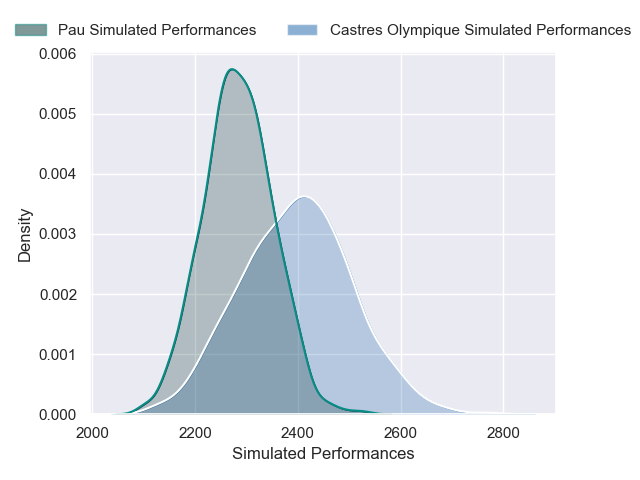 Pau Simulated Performances
Castres Olympique Simulated Performances
0.006
0.005
0.004
0.003
0.002
0.001
0.000
Density
2000 2200 2400 2600 2800
Simulated Performances